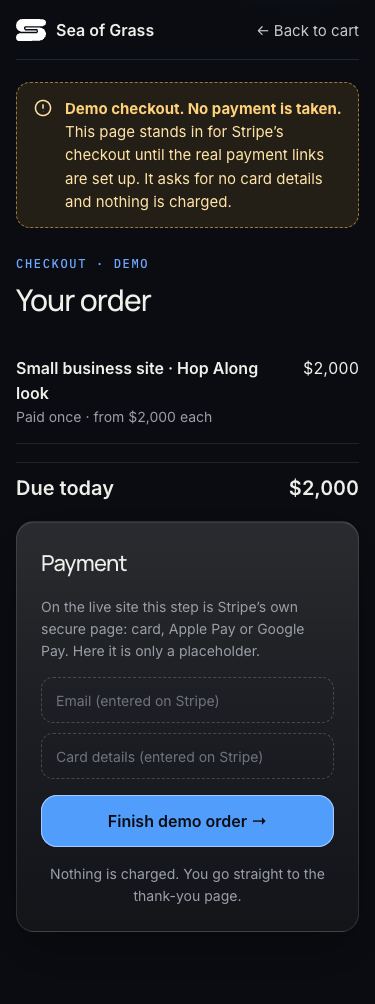 Sea of Grass
← Back to cart
Demo checkout. No payment is taken.
This page stands in for Stripe’s
checkout until the real payment links
are set up. It asks for no card details
and nothing is charged.
CHECKOUT · DEMO
Your order
Small business site · Hop Along
look
$2,000
Paid once · from $2,000 each
Due today
$2,000
Payment
On the live site this step is Stripe’s own
secure page: card, Apple Pay or Google
Pay. Here it is only a placeholder.
Email (entered on Stripe)
Card details (entered on Stripe)
Finish demo order →
Nothing is charged. You go straight to the
thank-you page.